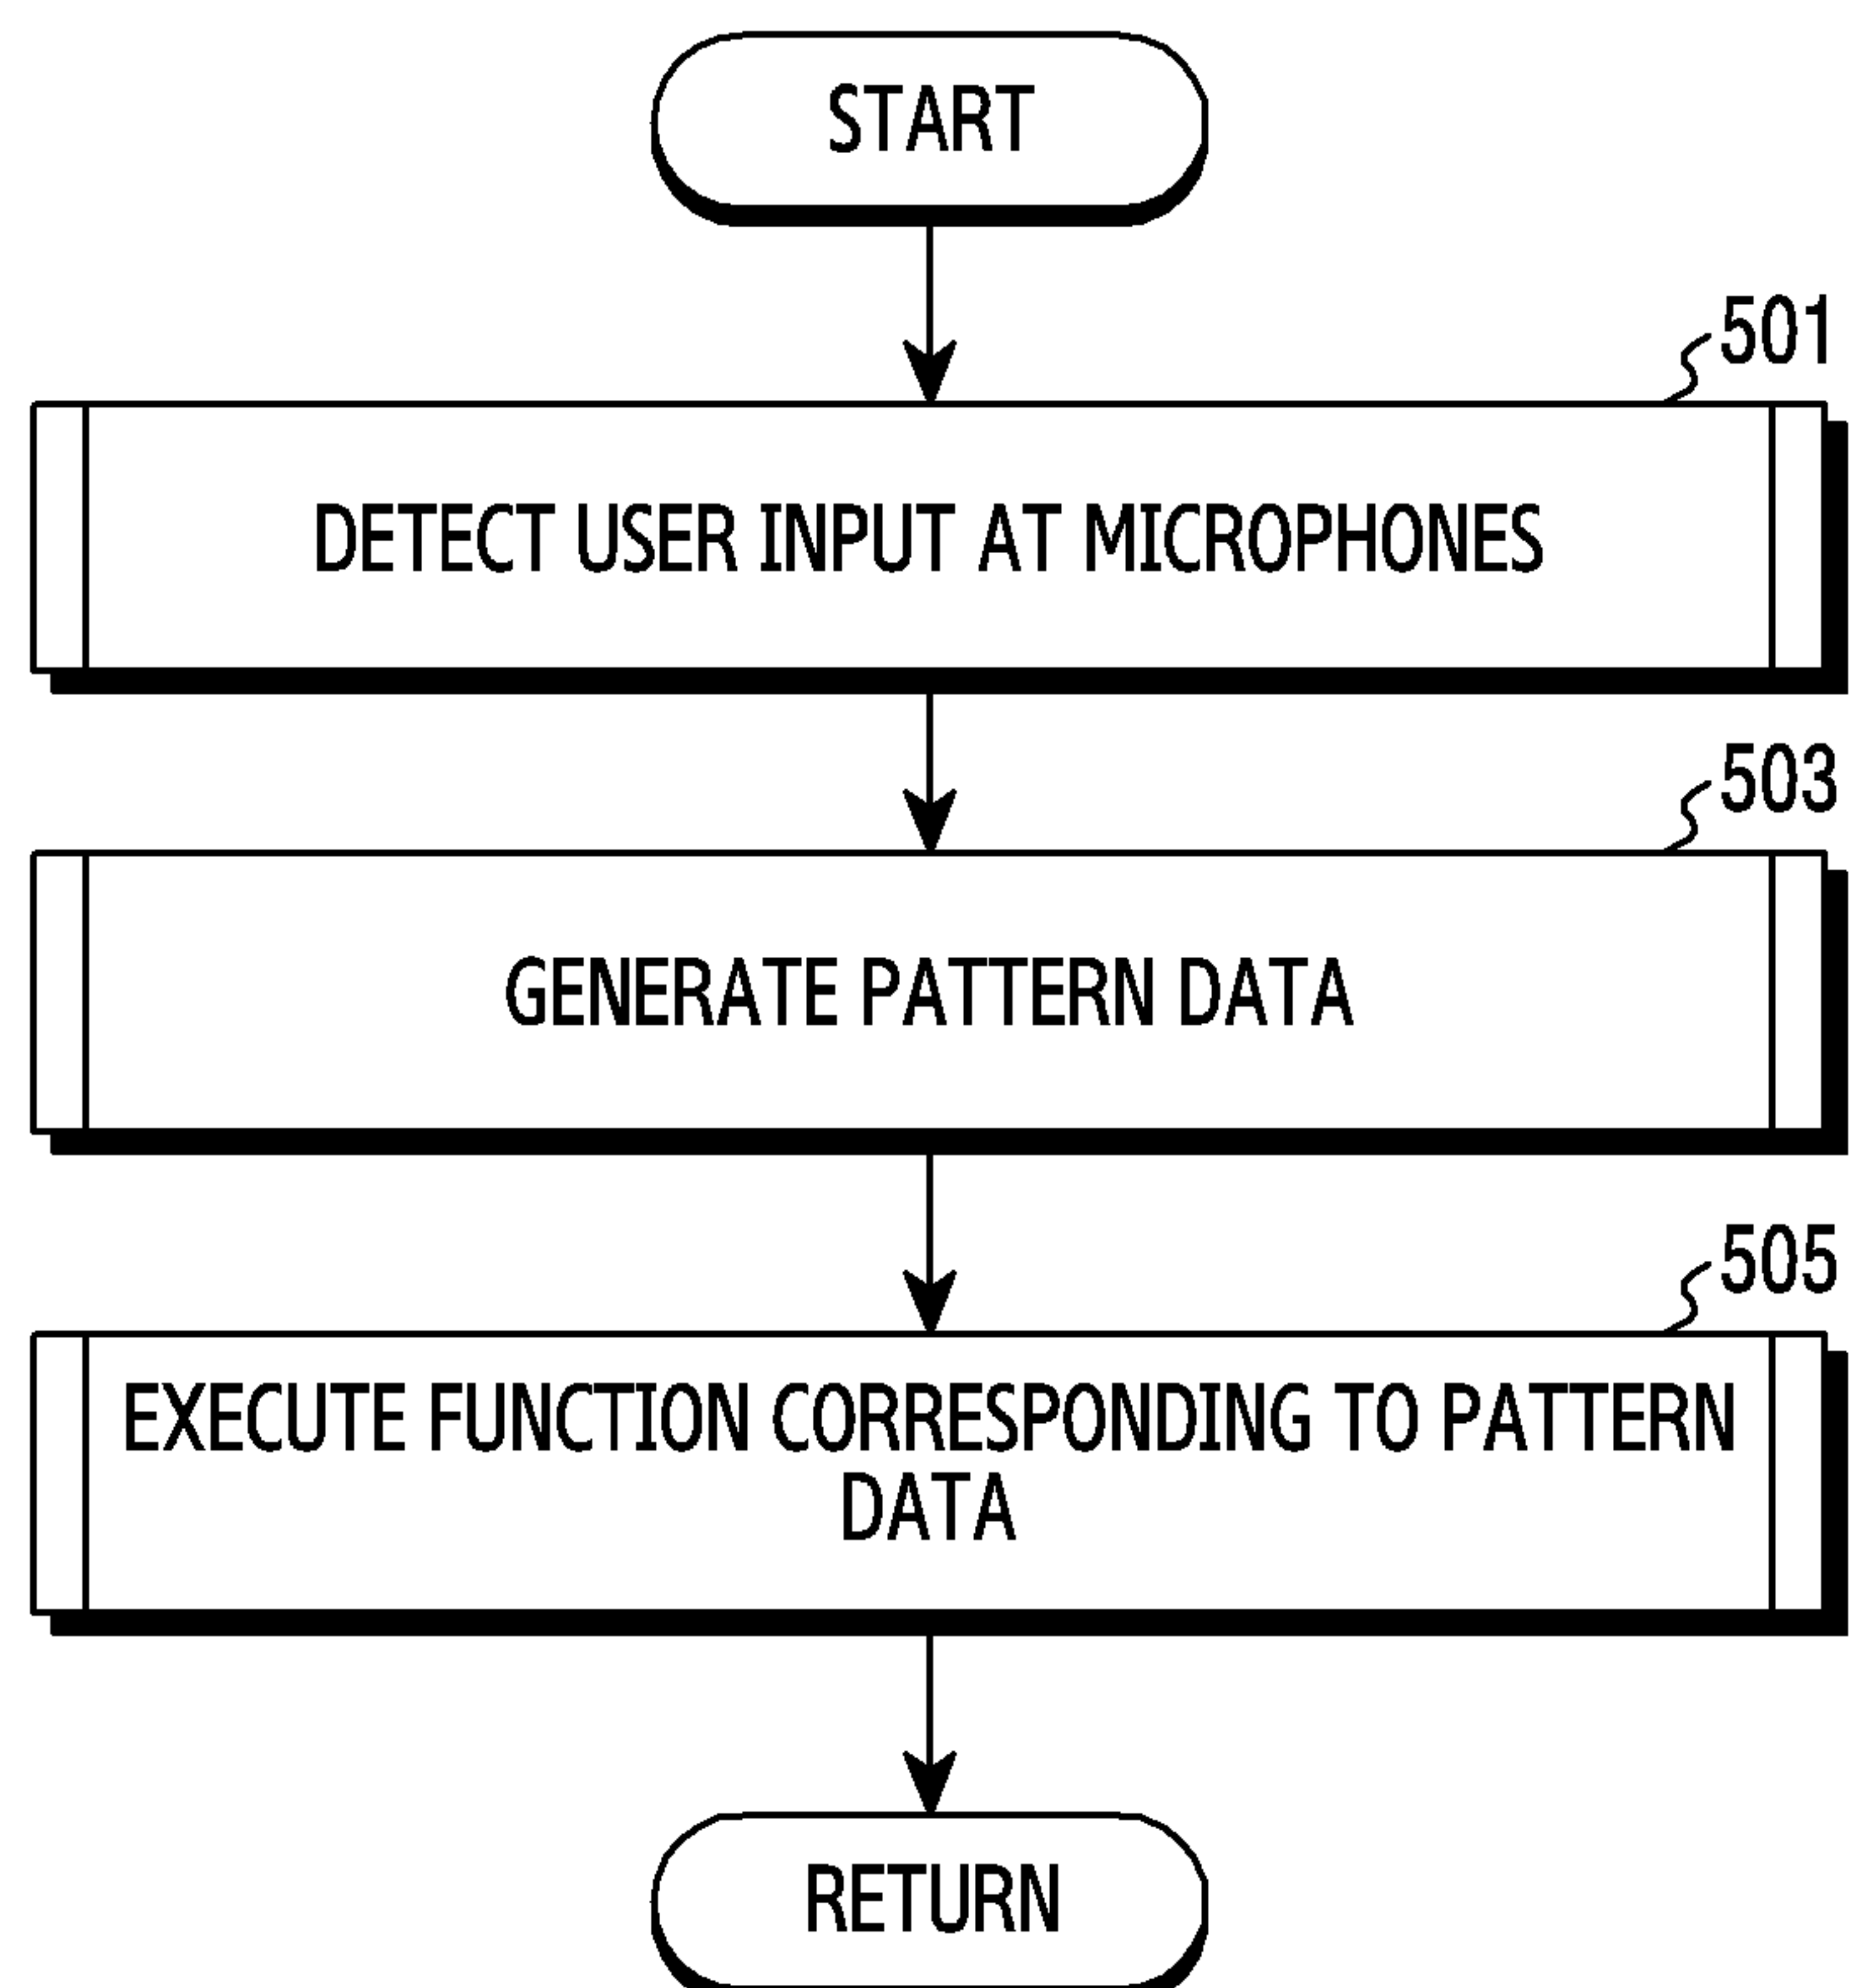 START
501
DETECT USER INPUT AT MICROPHONES
503
GENERATE PATTERN DATA
505
EXECUTE FUNCTION CORRESPONDING TO PATTERN
DATA
RETURN